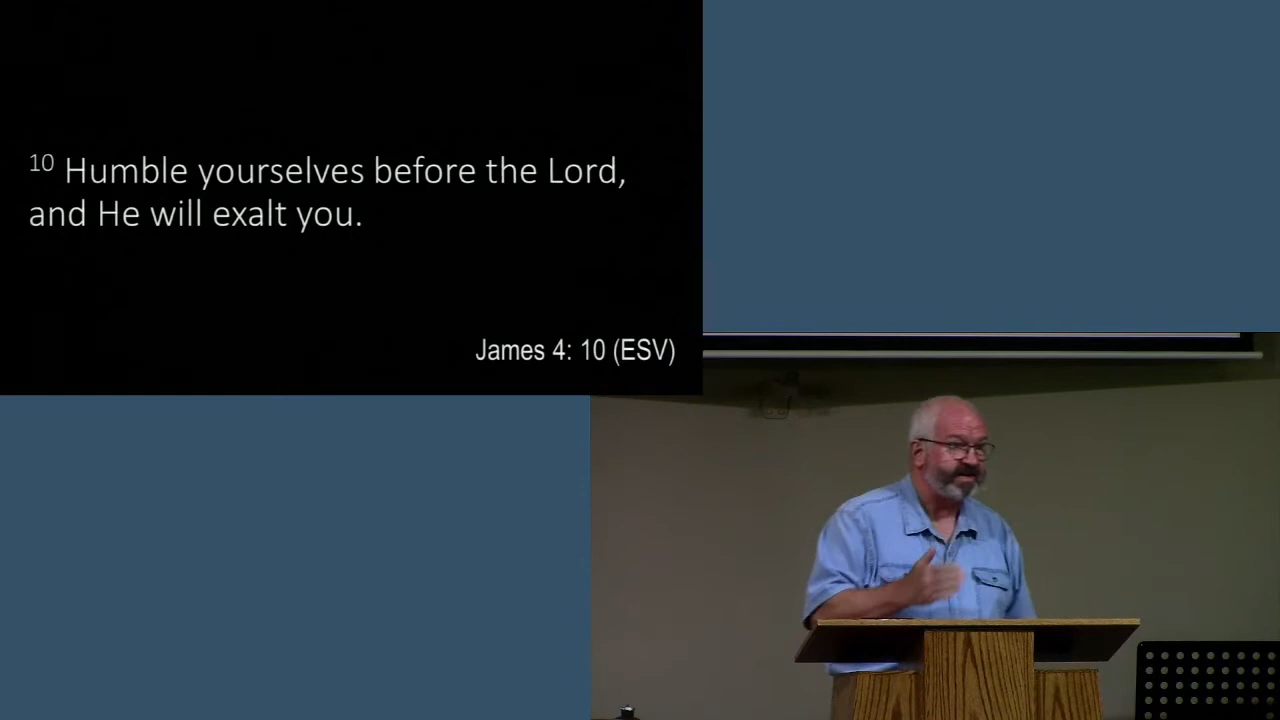 10 Humble yourselves before the Lord,
and He will exalt you.
James 4: 10 (ESV)